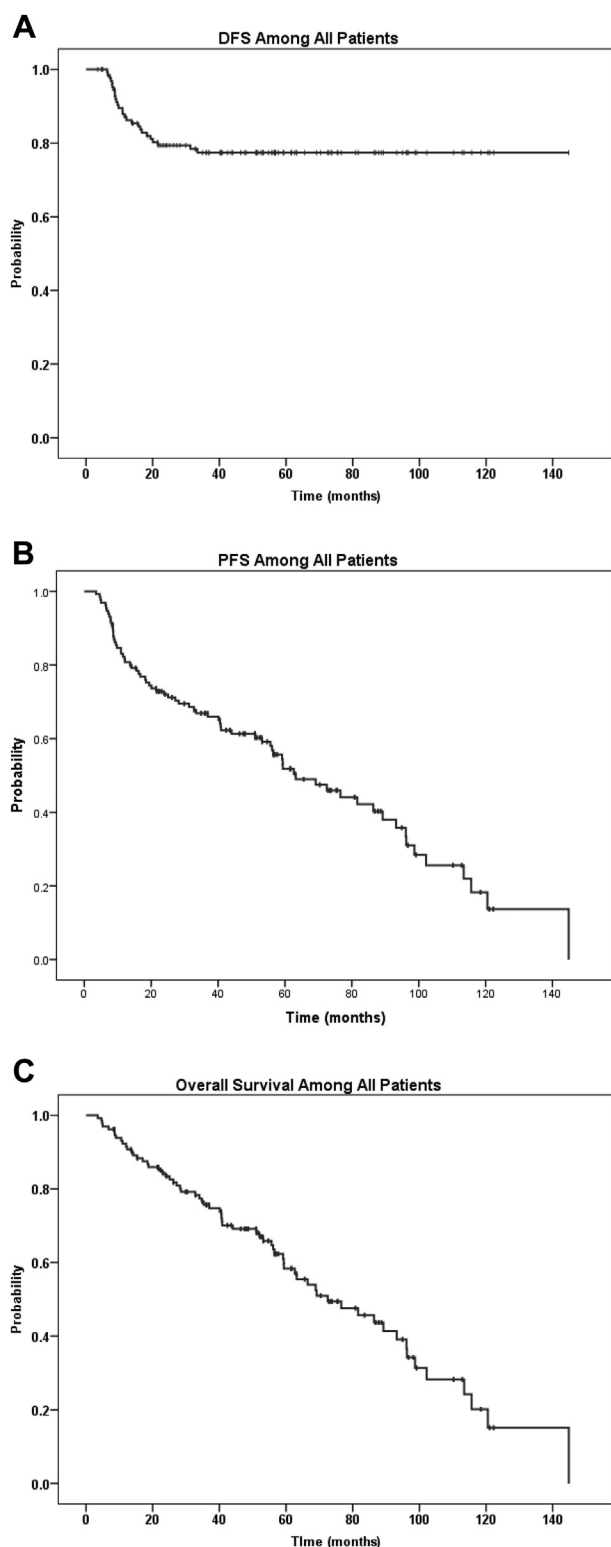 A
DFS Among All Patients
1.0
0.8
0.6
0.4
0.2
0.0
Probability
0 20 40 60 80 100 120 140
Time (months)
B
PFS Among All Patients
1.0
0.8
0.6
0.4
0.2
0.0
Probability
0 20 40 60 80 100 120 140
Time (months)
C
Overall Survival Among All Patients
1.0
0.8
0.6
0.4
0.2
0.0
Probability
0 20 40 60 80 100 120 140
TIme (months)